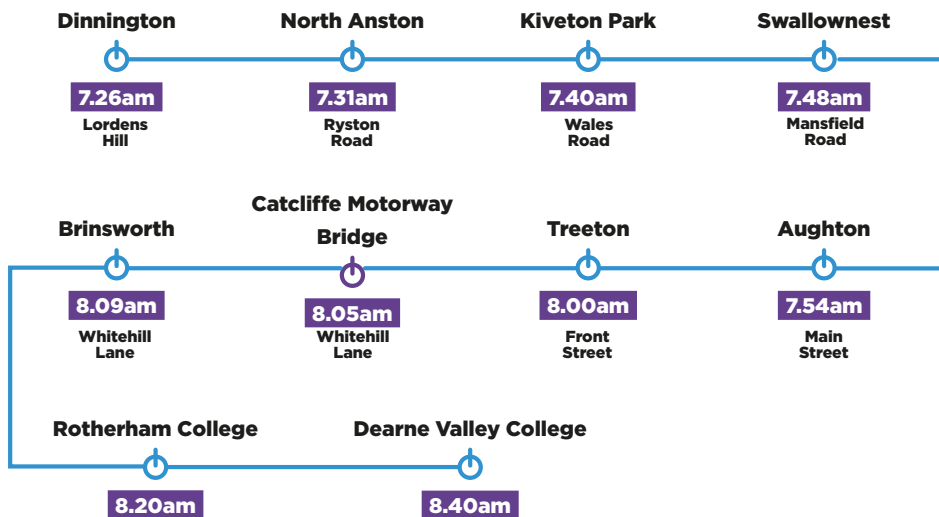 Dinnington
North Anston
Kiveton Park
Swallownest
7.26am
7.31am
7.40am
7.48am
Lordens
Hill
Ryston
Road
Wales
Road
Mansfield
Road
Brinsworth
Catcliffe Motorway
Bridge
Treeton
Aughton
8.09am
8.05am
8.00am
7.54am
Whitehill
Lane
Whitehill
Lane
Front
Street
Main
Street
Rotherham College
Dearne Valley College
8.20am
8.40am